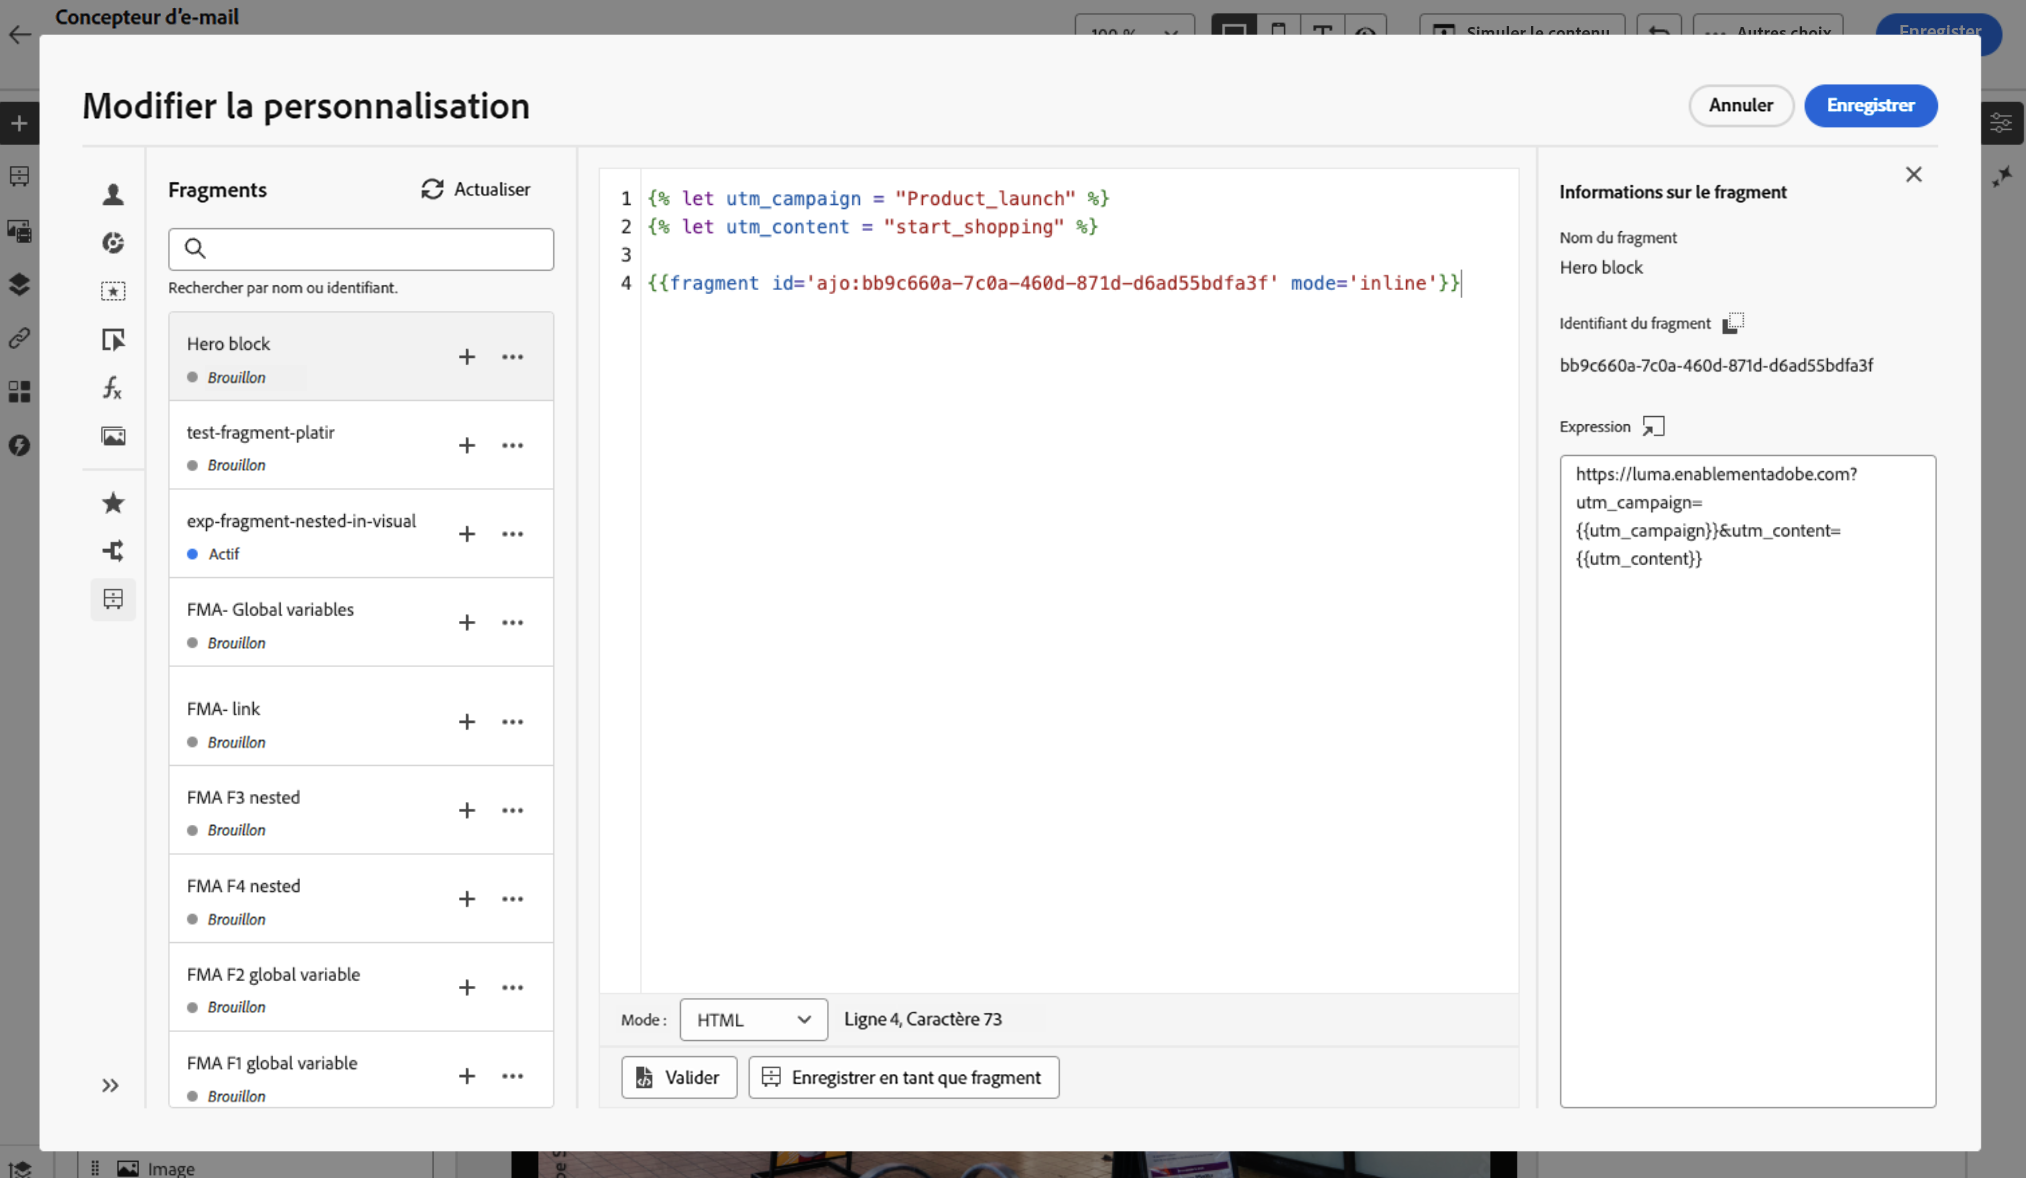 Concepteur d'e-mail
100 %
Simuler le contenu
Autres choix
Enregistrer
Modifier la personnalisation
Annuler
Enregistrer
Fragments
Actualiser
Rechercher par nom ou identifiant.
Hero block
Brouillon
test-fragment-platir
Brouillon
exp-fragment-nested-in-visual
Actif
FMA- Global variables
Brouillon
FMA- link
Brouillon
FMA F3 nested
Brouillon
FMA F4 nested
Brouillon
FMA F2 global variable
Brouillon
FMA F1 global variable
Brouillon
1 {% let utm_campaign = "Product_launch" %}
2 {% let utm_content = "start_shopping" %}
3
4 {{fragment id='ajo:bb9c660a-7c0a-460d-871d-d6ad55bdfa3f' mode='inline'}}
Mode : HTML Ligne 4, Caractère 73
Valider
Enregistrer en tant que fragment
Informations sur le fragment
Nom du fragment
Hero block
Identifiant du fragment
bb9c660a-7c0a-460d-871d-d6ad55bdfa3f
Expression
https://luma.enablementadobe.com?
utm_campaign=
{{utm_campaign}}&utm_content=
{{utm_content}}
Image